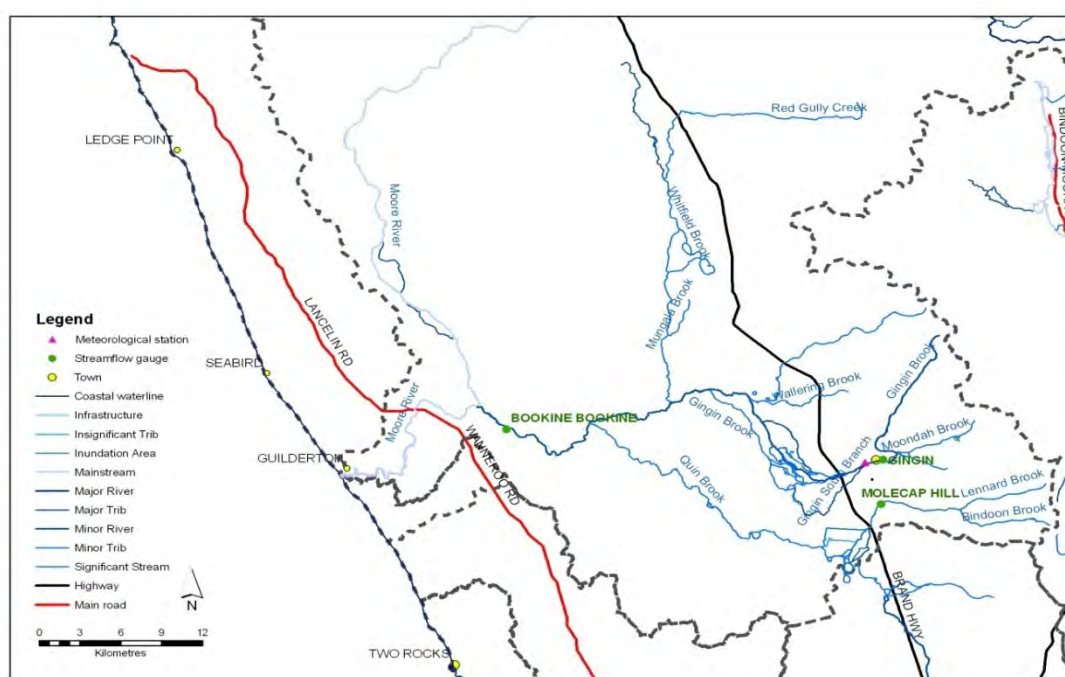 Red Gully Creek
LEDGE POINT
Moore River
Whitfield Brook
LANCELIN RD
Mungala Brook
SEABIRD
Gingin Brook
Wallering Brook
Moore River
BOOKINE BOOKINE
Gingin Brook
Moondah Brook
WANNEROO RD
GUILDERTON
Quin Brook
Gingin South Branch
GINGIN
MOLECAP HILL
Lennard Brook
Bindoon Brook
BRAND HWY
TWO ROCKS
Legend
Meteorological station
Streamflow gauge
Town
Coastal waterline
Infrastructure
Insignificant Trib
Inundation Area
Mainstream
Major River
Major Trib
Minor River
Minor Trib
Significant Stream
Highway
Main road
N
0 3 6 9 12
Kilometres